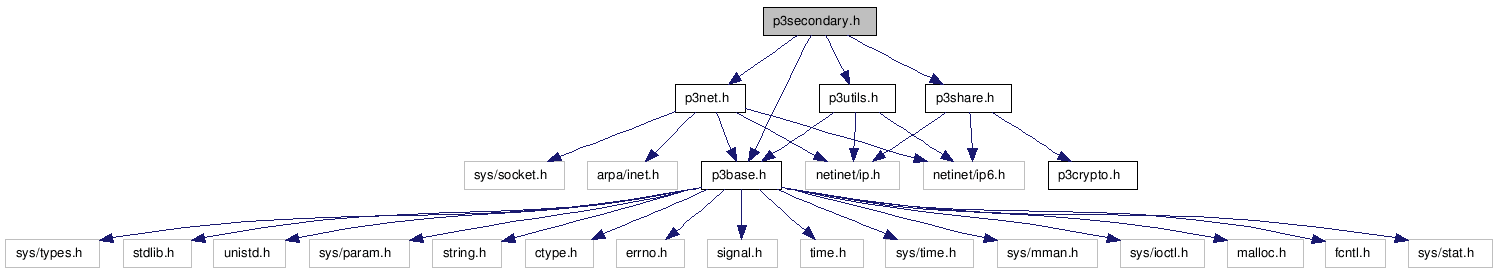 p3secondary.h
p3net.h
p3utils.h
p3share.h
sys/socket.h
arpa/inet.h
p3base.h
netinet/ip.h
netinet/ip6.h
p3crypto.h
sys/types.h
stdlib.h
unistd.h
sys/param.h
string.h
ctype.h
errno.h
signal.h
time.h
sys/time.h
sys/mman.h
sys/ioctl.h
malloc.h
fcntl.h
sys/stat.h